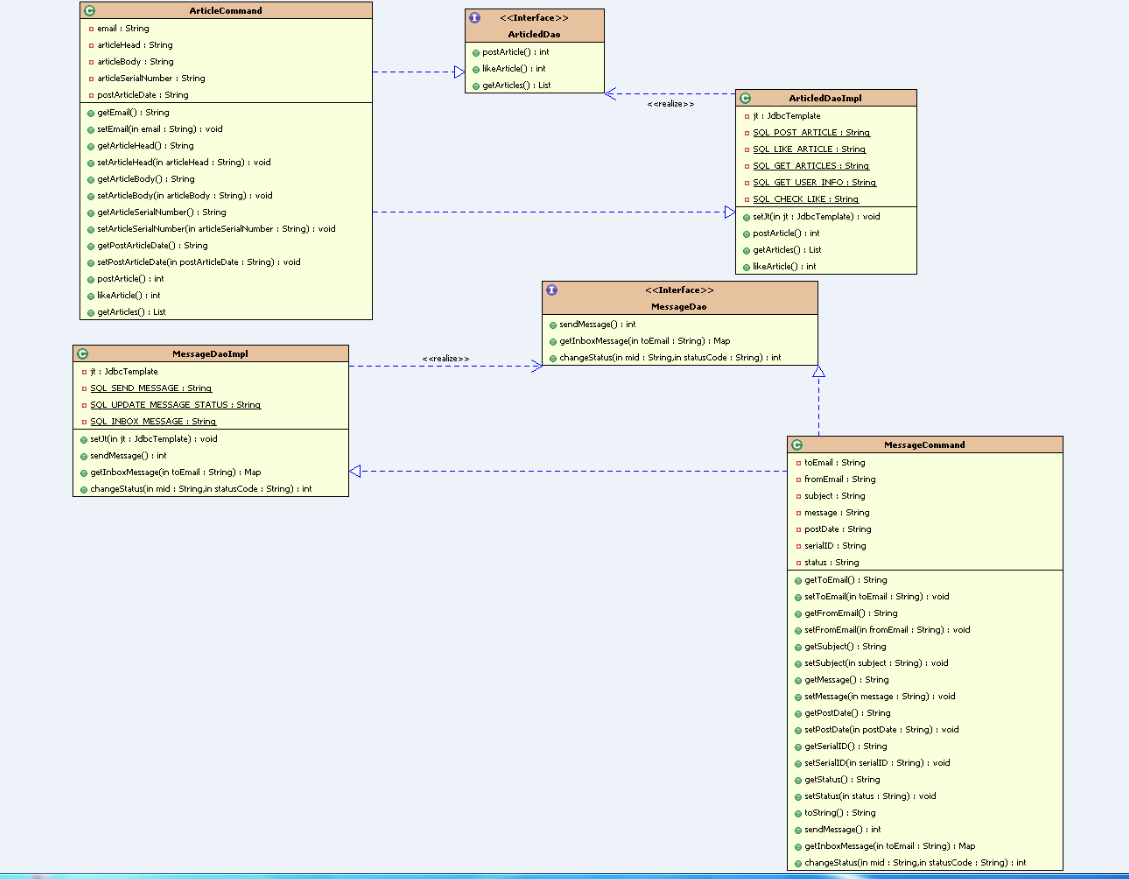 ArticleCommand
email : String
articleHead : String
articleBody : String
articleSerialNumber : String
postArticleDate : String
getEmail() : String
setEmail(in email : String) : void
getArticleHead() : String
setArticleHead(in articleHead : String) : void
getArticleBody() : String
setArticleBody(in articleBody : String) : void
getArticleSerialNumber() : String
setArticleSerialNumber(in articleSerialNumber : String) : void
getPostArticleDate() : String
setPostArticleDate(in postArticleDate : String) : void
postArticle() : int
likeArticle() : int
getArticles() : List
<<Interface>>
ArticledDao
postArticle() : int
likeArticle() : int
getArticles() : List
<<realize>>
ArticledDaoImpl
jt : JdbcTemplate
SQL_POST_ARTICLE : String
SQL_LIKE_ARTICLE : String
SQL_GET_ARTICLES : String
SQL_GET_USER_INFO : String
SQL_CHECK_LIKE : String
setJt(in jt : JdbcTemplate) : void
postArticle() : int
getArticles() : List
likeArticle() : int
<<Interface>>
MessageDao
sendMessage() : int
getInboxMessage(in toEmail : String) : Map
changeStatus(in mid : String,in statusCode : String) : int
<<realize>>
MessageDaoImpl
jt : JdbcTemplate
SQL_SEND_MESSAGE : String
SQL_UPDATE_MESSAGE_STATUS : String
SQL_INBOX_MESSAGE : String
setJt(in jt : JdbcTemplate) : void
sendMessage() : int
getInboxMessage(in toEmail : String) : Map
changeStatus(in mid : String,in statusCode : String) : int
MessageCommand
toEmail : String
fromEmail : String
subject : String
message : String
postDate : String
serialID : String
status : String
getToEmail() : String
setToEmail(in toEmail : String) : void
getFromEmail() : String
setFromEmail(in fromEmail : String) : void
getSubject() : String
setSubject(in subject : String) : void
getMessage() : String
setMessage(in message : String) : void
getPostDate() : String
setPostDate(in postDate : String) : void
getSerialID() : String
setSerialID(in serialID : String) : void
getStatus() : String
setStatus(in status : String) : void
toString() : String
sendMessage() : int
getInboxMessage(in toEmail : String) : Map
changeStatus(in mid : String,in statusCode : String) : int